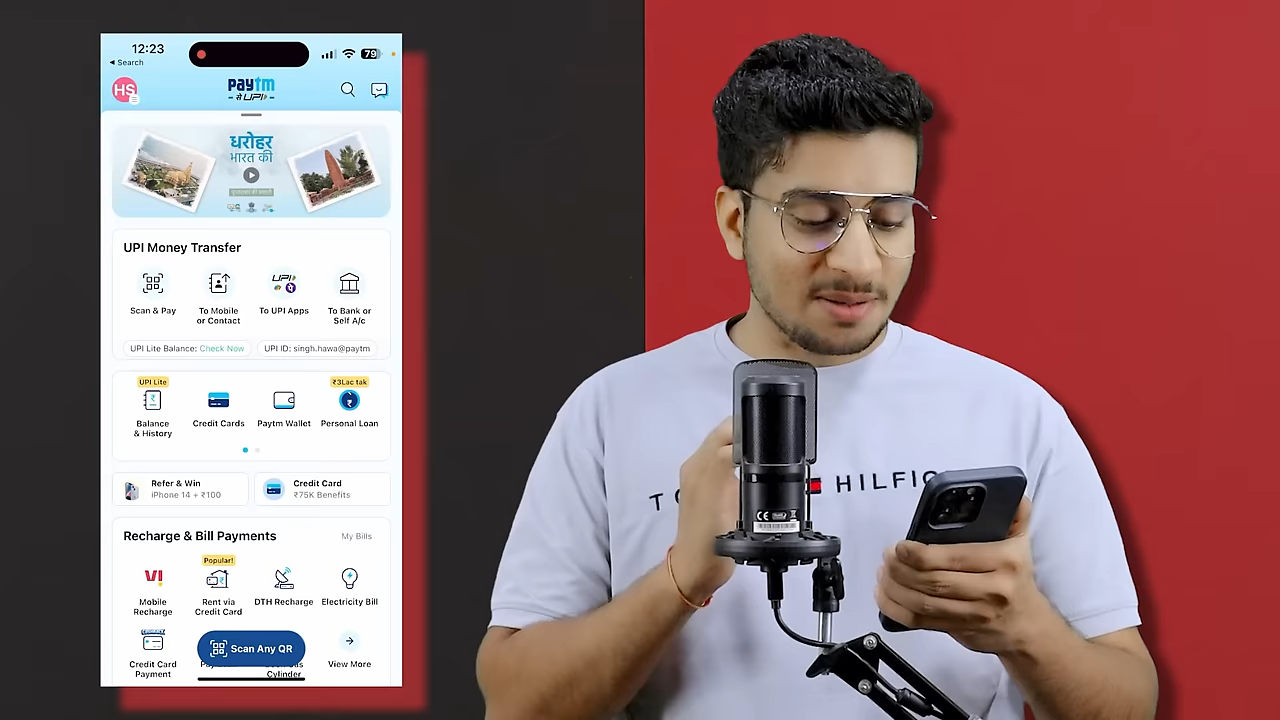 12:23
79
◀ Search
HS
paytm
से UPI
धरोहर
भारत की
UPI Money Transfer
UPI
Scan & Pay
To Mobile
or Contact
To UPI Apps
To Bank or
Self A/c
UPI Lite Balance: Check Now
UPI ID: singh.hawa@paytm
UPI Lite
₹3Lac tak
Balance
& History
Credit Cards
Paytm Wallet
Personal Loan
Refer & Win
iPhone 14 + ₹100
Credit Card
₹75K Benefits
Recharge & Bill Payments
My Bills
Popular!
VI
Mobile
Recharge
Rent via
Credit Card
DTH Recharge
Electricity Bill
Scan Any QR
Credit Card
Payment
Cylinder
View More
HILFIG
CE